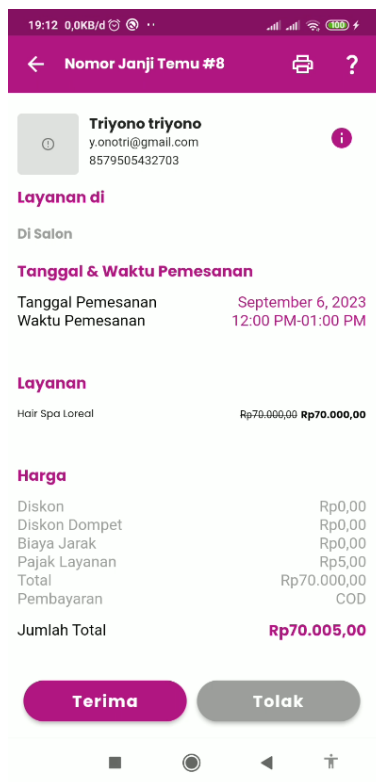 19:12 0,0KB/d
100
Nomor Janji Temu #8
?
Triyono triyono
y.onotri@gmail.com
8579505432703
Layanan di
Di Salon
Tanggal & Waktu Pemesanan
Tanggal Pemesanan September 6, 2023
Waktu Pemesanan 12:00 PM-01:00 PM
Layanan
Hair Spa Loreal Rp70.000,00 Rp70.000,00
Harga
Diskon Rp0,00
Diskon Dompet Rp0,00
Biaya Jarak Rp0,00
Pajak Layanan Rp5,00
Total Rp70.000,00
Pembayaran COD
Jumlah Total Rp70.005,00
Terima Tolak